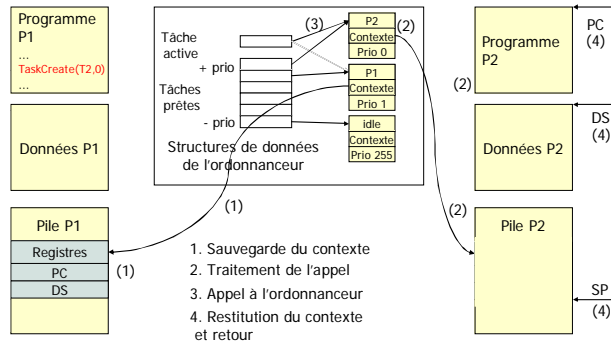 Programme
P1
...
TaskCreate(T2,0)
...
Données P1
Pile P1
Registres
PC
DS
(1)
Tâche
active
+ prio
Tâches
prêtes
- prio
(3)
P2
Contexte
Prio 0
(2)
P1
Contexte
Prio 1
idle
Contexte
Prio 255
Structures de données
de l'ordonnanceur
(1)
1. Sauvegarde du contexte
2. Traitement de l'appel
3. Appel à l'ordonnanceur
4. Restitution du contexte
et retour
(2)
Programme
P2
(2)
PC
(4)
Données P2
DS
(4)
Pile P2
SP
(4)